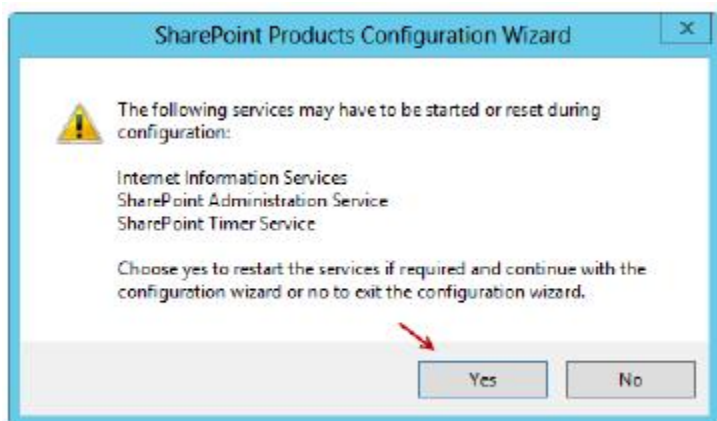 SharePoint Products Configuration Wizard
The following services may have to be started or reset during
configuration:
Internet Information Services
SharePoint Administration Service
SharePoint Timer Service
Choose yes to restart the services if required and continue with the
configuration wizard or no to exit the configuration wizard.
Yes No